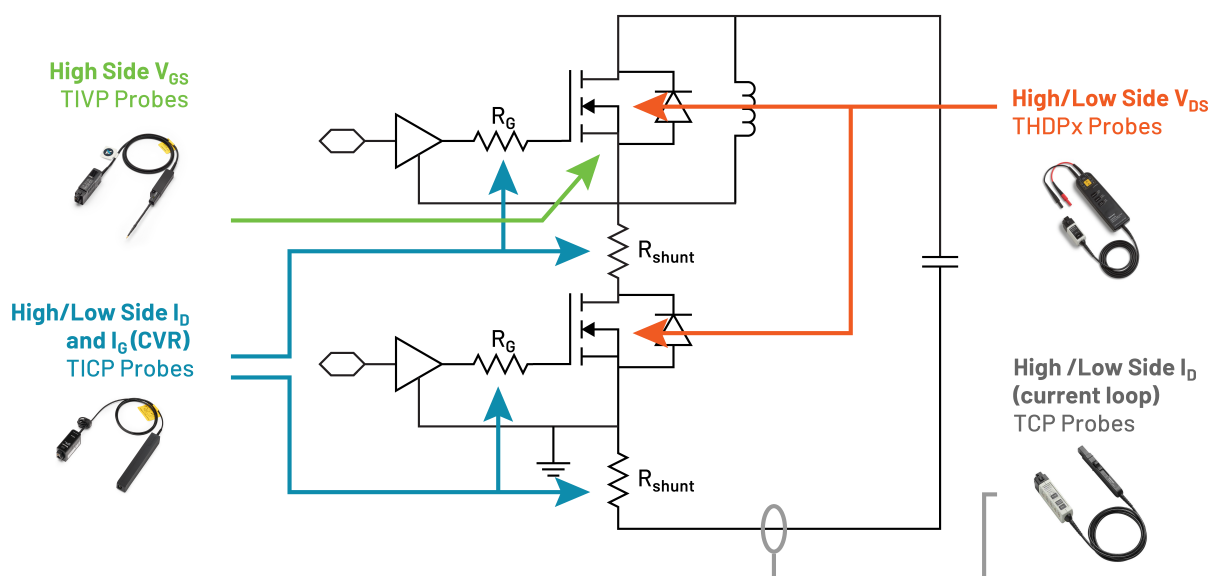 High Side VGS
TIVP Probes
High/Low Side ID
and IG (CVR)
TICP Probes
RG
Rshunt
RG
Rshunt
High/Low Side VDS
THDPx Probes
High /Low Side ID
(current loop)
TCP Probes